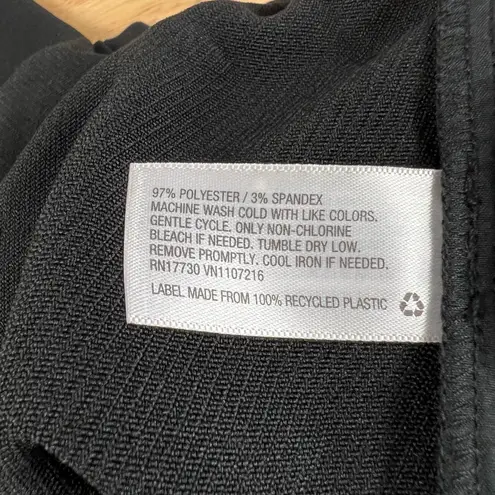 97% POLYESTER / 3% SPANDEX
MACHINE WASH COLD WITH LIKE COLORS.
GENTLE CYCLE. ONLY NON-CHLORINE
BLEACH IF NEEDED. TUMBLE DRY LOW.
REMOVE PROMPTLY. COOL IRON IF NEEDED.
RN17730 VN1107216
LABEL MADE FROM 100% RECYCLED PLASTIC